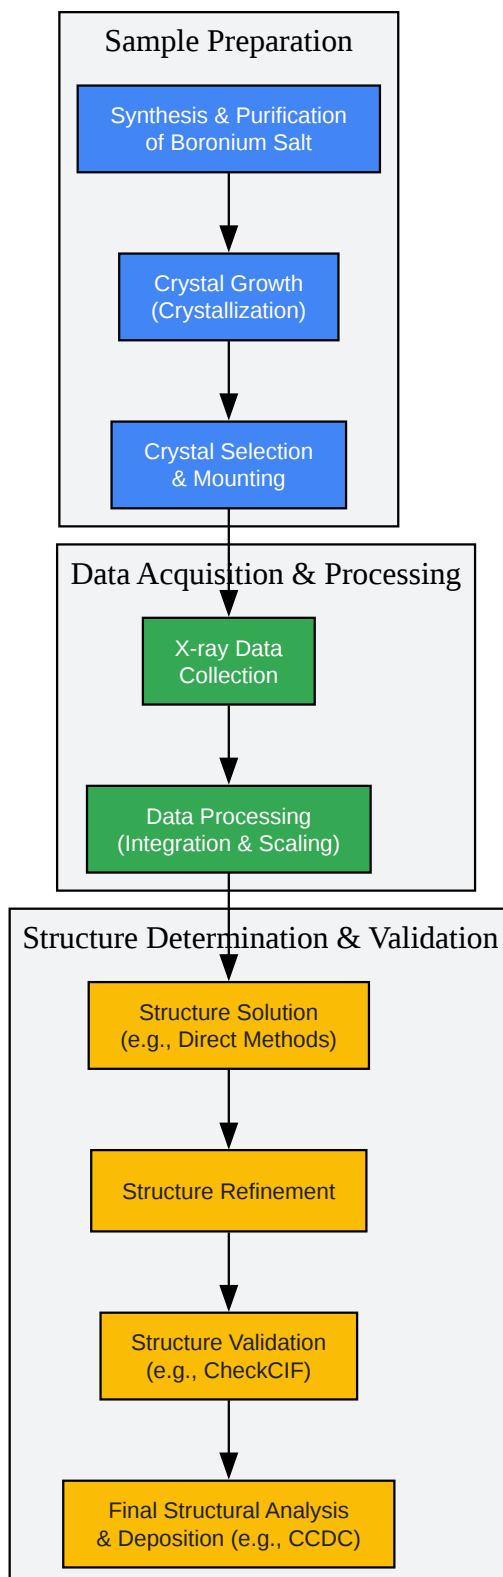 Sample Preparation
Synthesis & Purification
of Boronium Salt
Crystal Growth
(Crystallization)
Crystal Selection
& Mounting
Data Acquisition & Processing
X-ray Data
Collection
Data Processing
(Integration & Scaling)
Structure Determination & Validation
Structure Solution
(e.g., Direct Methods)
Structure Refinement
Structure Validation
(e.g., CheckCIF)
Final Structural Analysis
& Deposition (e.g., CCDC)